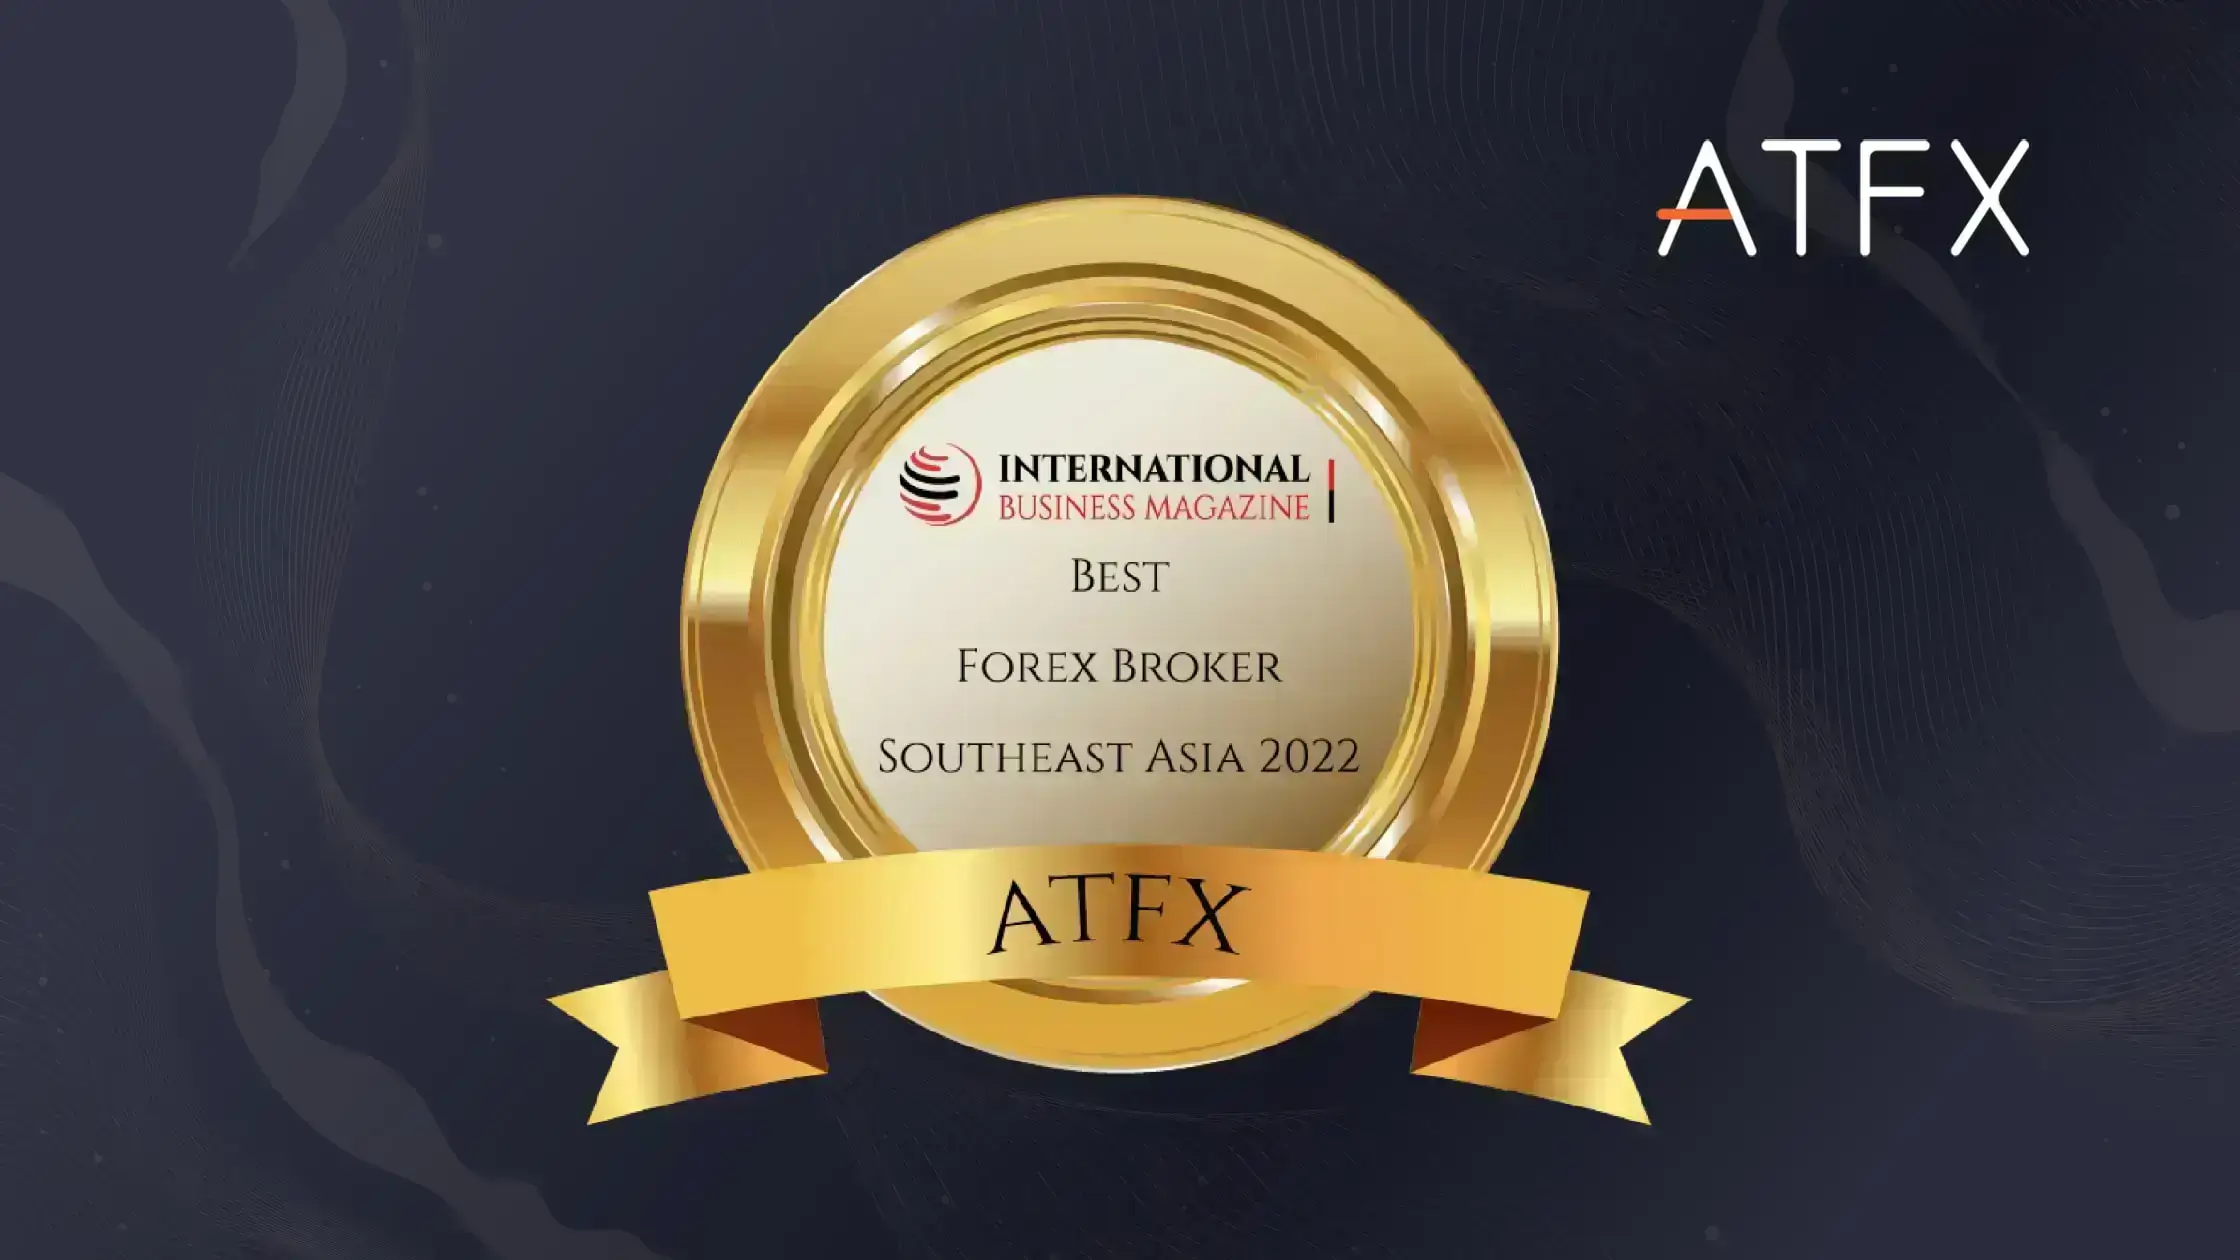 ATFX
INTERNATIONAL
BUSINESS MAGAZINE
BEST
FOREX BROKER
SOUTHEAST ASIA 2022
ATFX